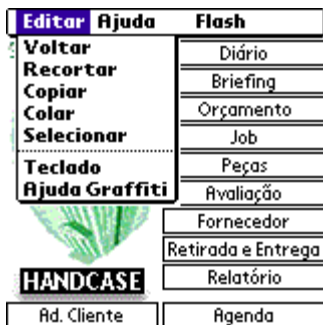 Editar Ajuda Flash
Voltar
Recortar
Copiar
Colar
Selecionar
Teclado
Ajuda Graffiti
Diário
Briefing
Orçamento
Job
Peças
Avaliação
Fornecedor
Retirada e Entrega
Relatório
HANDCASE
Ad. Cliente
Agenda